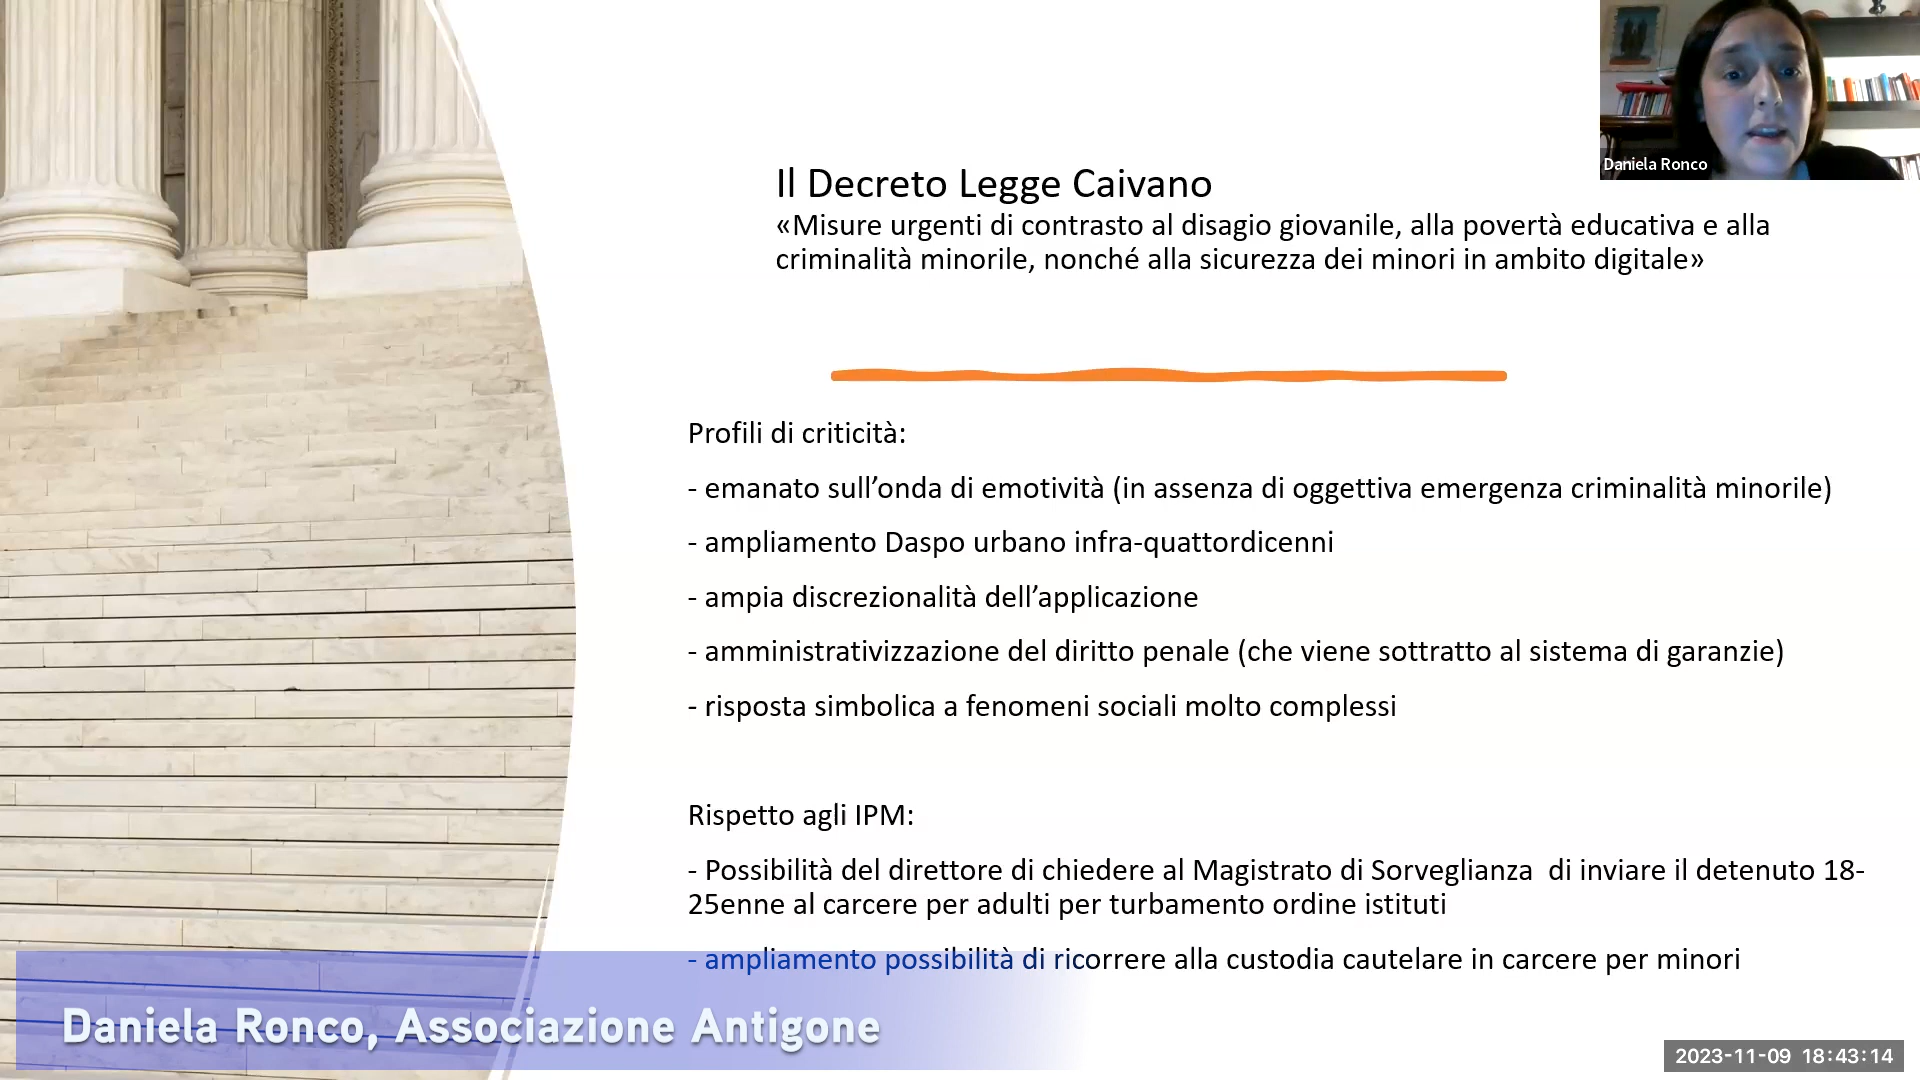 Daniela Ronco
Il Decreto Legge Caivano
«Misure urgenti di contrasto al disagio giovanile, alla povertà educativa e alla
criminalità minorile, nonché alla sicurezza dei minori in ambito digitale»
Profili di criticità:
- emanato sull’onda di emotività (in assenza di oggettiva emergenza criminalità minorile)
- ampliamento Daspo urbano infra-quattordicenni
- ampia discrezionalità dell’applicazione
- amministrativizzazione del diritto penale (che viene sottratto al sistema di garanzie)
- risposta simbolica a fenomeni sociali molto complessi
Rispetto agli IPM:
- Possibilità del direttore di chiedere al Magistrato di Sorveglianza  di inviare il detenuto 18-
25enne al carcere per adulti per turbamento ordine istituti
- ampliamento possibilità di ricorrere alla custodia cautelare in carcere per minori
Daniela Ronco, Associazione Antigone
2023-11-09 18:43:14